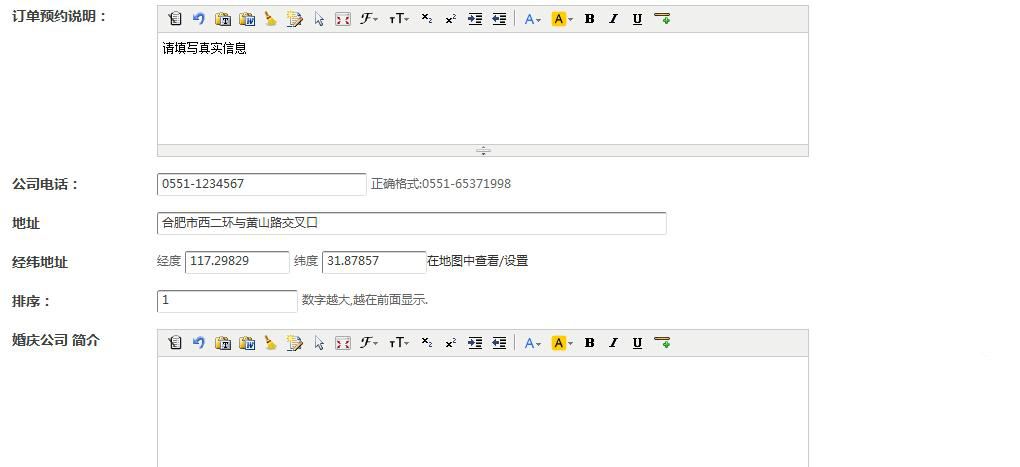 订单预约说明：
请填写真实信息
公司电话： 0551-1234567 正确格式:0551-65371998
地址 合肥市西二环与黄山路交叉口
经纬地址 经度 117.29829 纬度 31.87857 在地图中查看/设置
排序： 1 数字越大,越在前面显示.
婚庆公司 简介